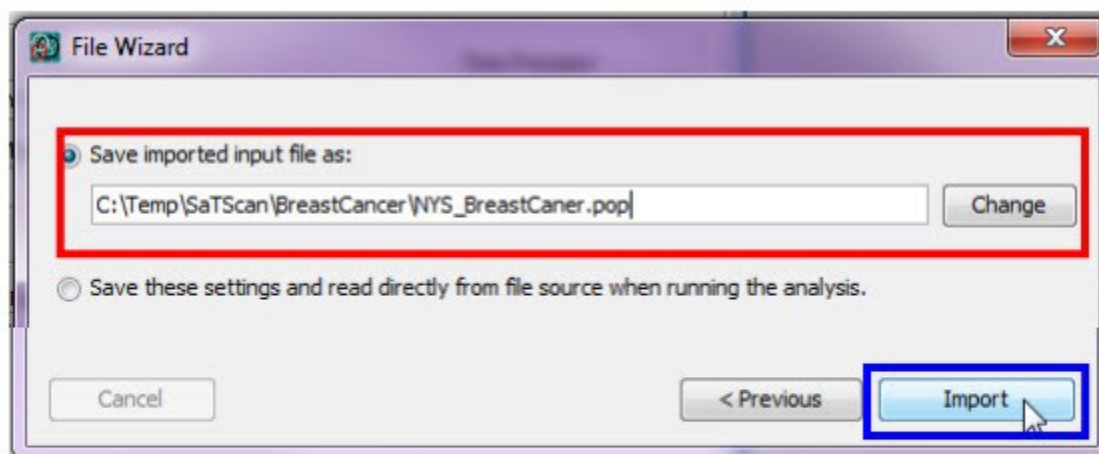 File Wizard
Save imported input file as:
C:\Temp\SaTScan\BreastCancer\NYS_BreastCaner.pop
Change
Save these settings and read directly from file source when running the analysis.
Cancel
< Previous
Import